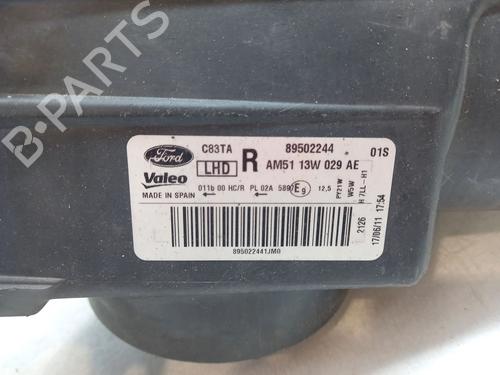 B-PARTS
Ford
C83TA
89502244
01S
LHD R AM51 13W 029 AE
Valeo
MADE IN SPAIN
011b 00 HC/R PL 02A 5897 E9 12,5
PY21W
W5W
H 7LL-H1
2126
17/06/11 17:54
895022441JM0